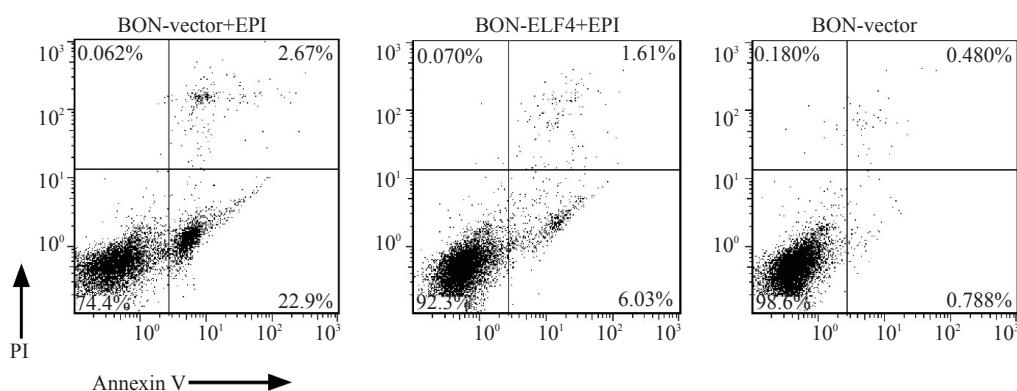 BON-vector+EPI BON-ELF4+EPI BON-vector
10³ 0.062% 2.67% 10³ 0.070% 1.61% 10³ 0.180% 0.480%
10² 10² 10²
10¹ 10¹ 10¹
10⁰ 10⁰ 10⁰
74.4% 22.9% 92.3% 6.03% 98.6% 0.788%
10⁰ 10¹ 10² 10³ 10⁰ 10¹ 10² 10³ 10⁰ 10¹ 10² 10³
PI
Annexin V